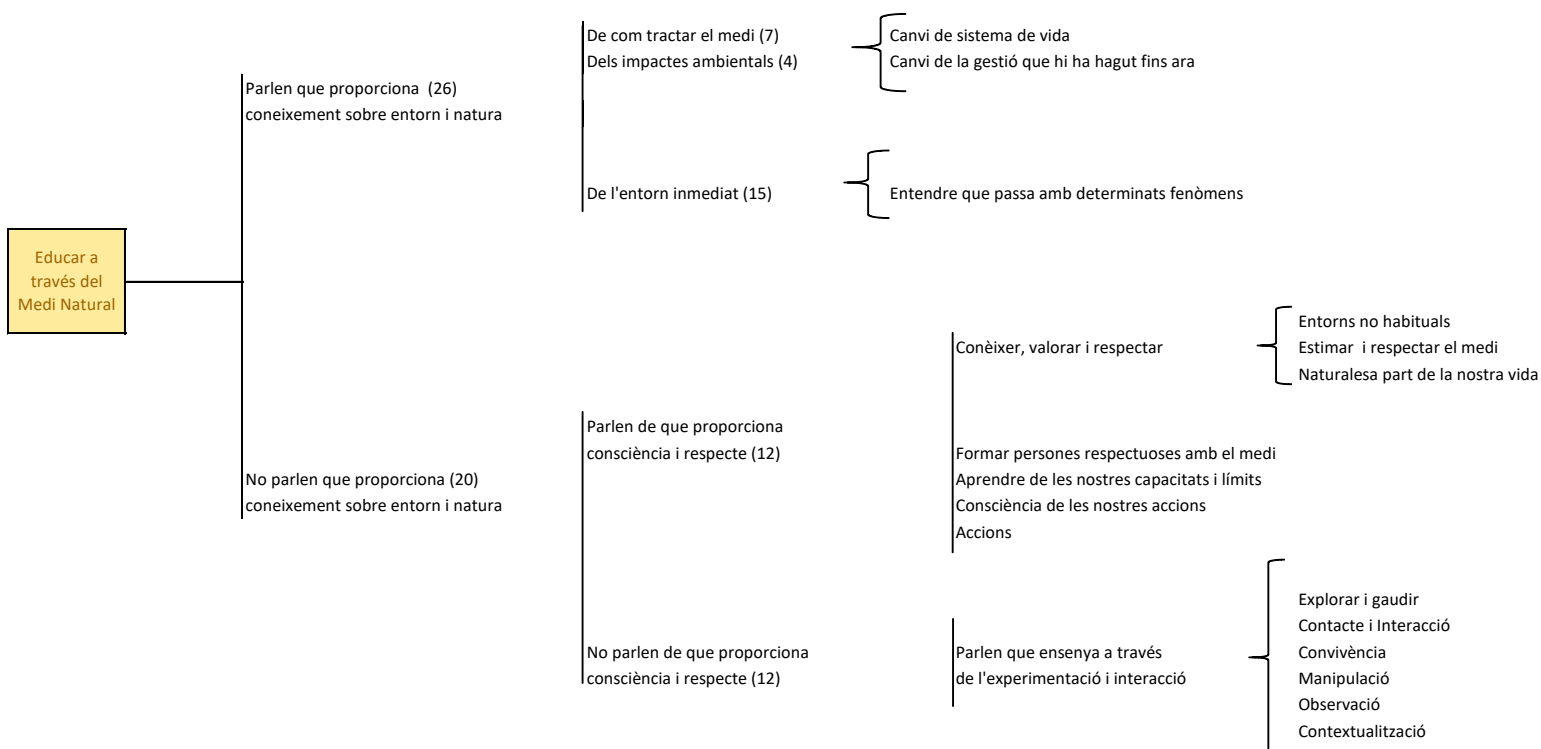 De com tractar el medi (7)
Dels impactes ambientals (4)
Canvi de sistema de vida
Canvi de la gestió que hi ha hagut fins ara
Parlen que proporciona (26)
coneixement sobre entorn i natura
De l'entorn inmediat (15)
Entendre que passa amb determinats fenòmens
Educar a
través del
Medi Natural
Entorns no habituals
Conèixer, valorar i respectar
Estimar i respectar el medi
Naturalesa part de la nostra vida
Parlen de que proporciona
consciència i respecte (12)
Formar persones respectuoses amb el medi
Aprendre de les nostres capacitats i límits
Consciència de les nostres accions
Accions
No parlen que proporciona (20)
coneixement sobre entorn i natura
Explorar i gaudir
Contacte i Interacció
Convivència
Manipulació
Observació
Contextualització
No parlen de que proporciona
consciència i respecte (12)
Parlen que ensenya a través
de l'experimentació i interacció